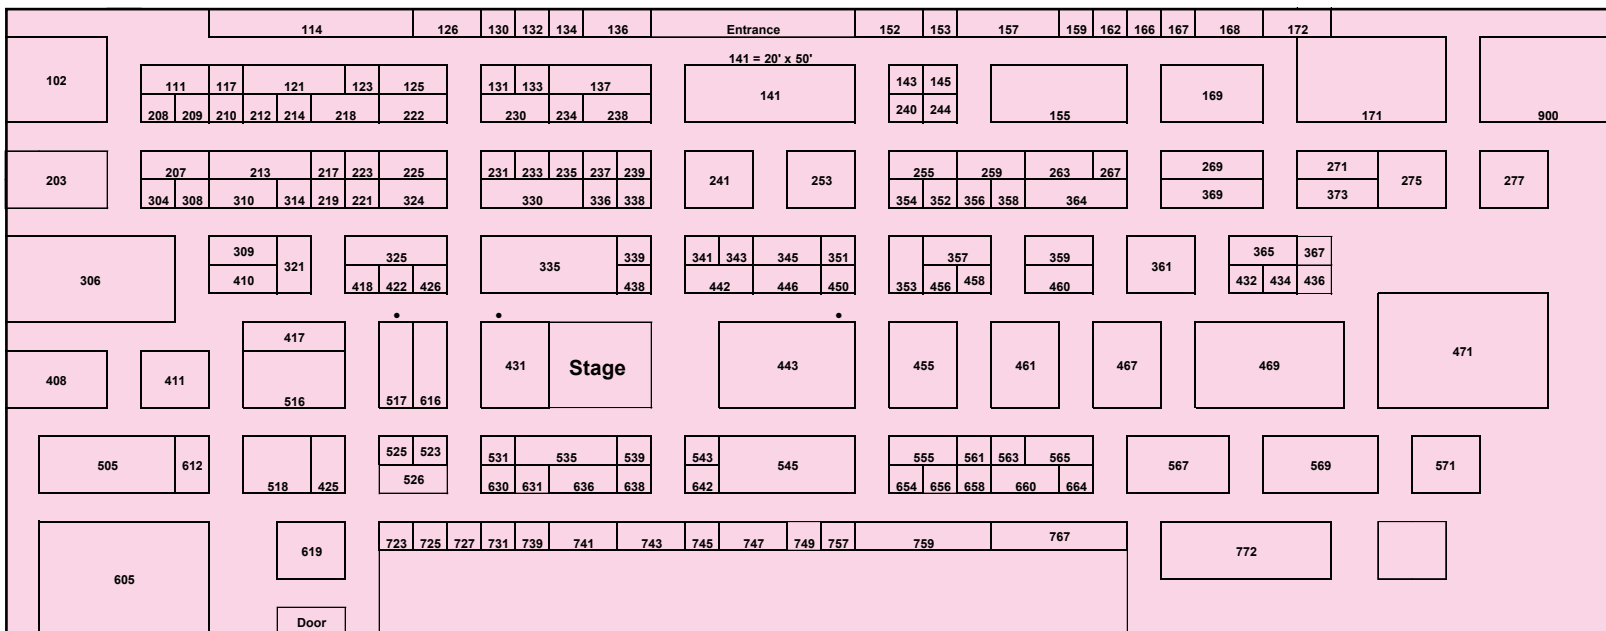 114 126 130 132 134 136 Entrance 152 153 157 159 162 166 167 168 172
141 = 20' x 50'
102 111 117 121 123 125 131 133 137 141 143 145 155 169 171 900
208 209 210 212 214 218 222 230 234 238 240 244
203 207 213 217 223 225 231 233 235 237 239 241 253 255 259 263 267 269 271 275 277
304 308 310 314 219 221 324 330 336 338 354 352 356 358 364 369 373
306 309 321 325 335 339 341 343 345 351 353 357 359 361 365 367
410 418 422 426 438 442 446 450 456 458 460 432 434 436
417
408 411 516 517 616 431 Stage 443 455 461 467 469 471
505 612 518 425 525 523 531 535 539 543 545 555 561 563 565 567 569 571
526 630 631 636 638 642 654 656 658 660 664
605 619 723 725 727 731 739 741 743 745 747 749 757 759 767 772
Door